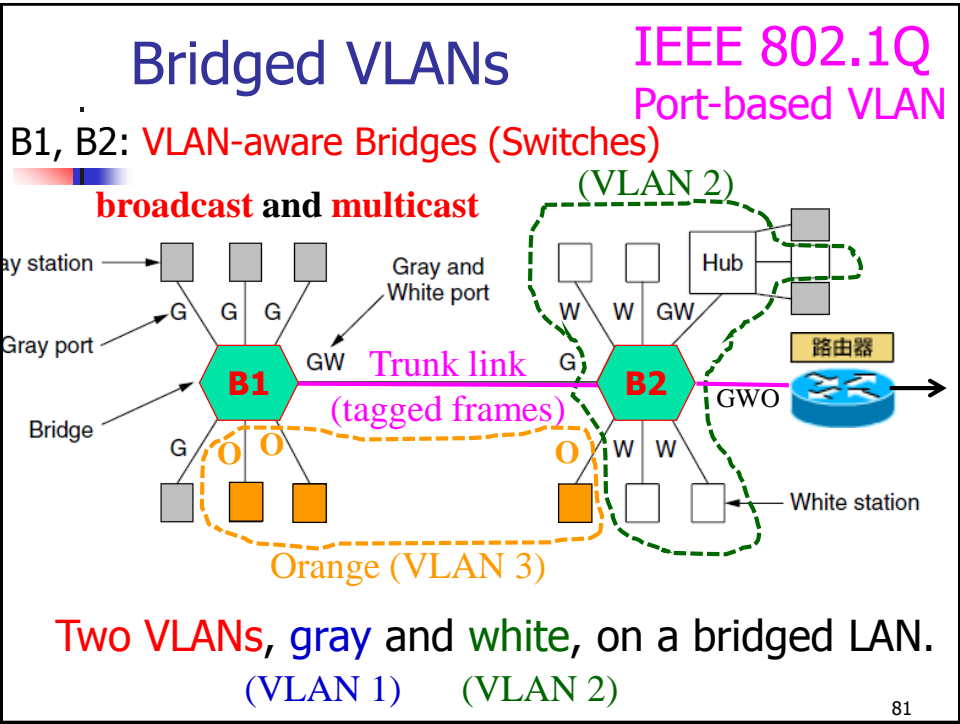 Bridged VLANs
IEEE 802.1Q
Port-based VLAN
B1, B2: VLAN-aware Bridges (Switches)
(VLAN 2)
broadcast and multicast
ay station
Gray and
White port
Hub
G G G
W W GW
Gray port
GW
Trunk link
G
路由器
B1
B2
(tagged frames)
GWO
Bridge
G O O
O W W
White station
Orange (VLAN 3)
Two VLANs, gray and white, on a bridged LAN.
(VLAN 1) (VLAN 2)
81